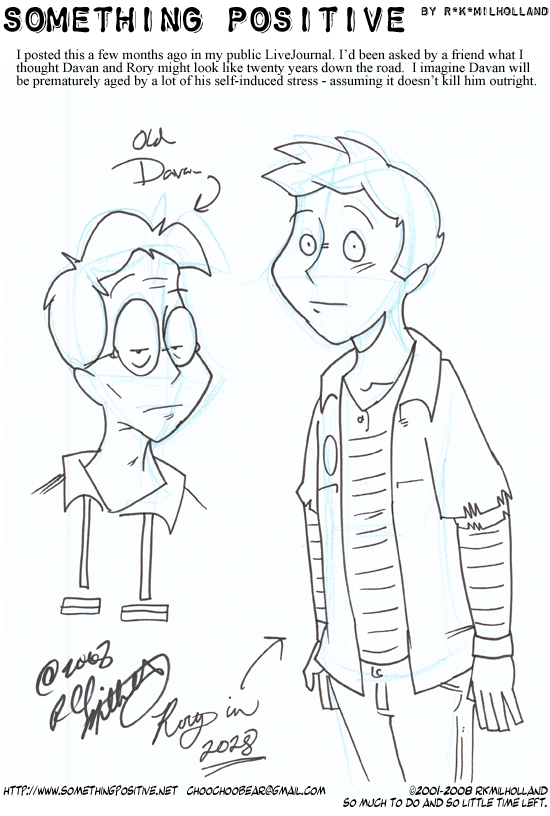 SOMETHING POSITIVE BY R*K*MILHOLLAND
I posted this a few months ago in my public LiveJournal. I'd been asked by a friend what I
thought Davan and Rory might look like twenty years down the road. I imagine Davan will
be prematurely aged by a lot of his self-induced stress - assuming it doesn't kill him outright.
Old
Davan
@2008
Rory in
2028
HTTP://WWW.SOMETHINGPOSITIVE.NET CHOOCHOOBEAR@GMAIL.COM
©2001-2008 RKMILHOLLAND
SO MUCH TO DO AND SO LITTLE TIME LEFT.